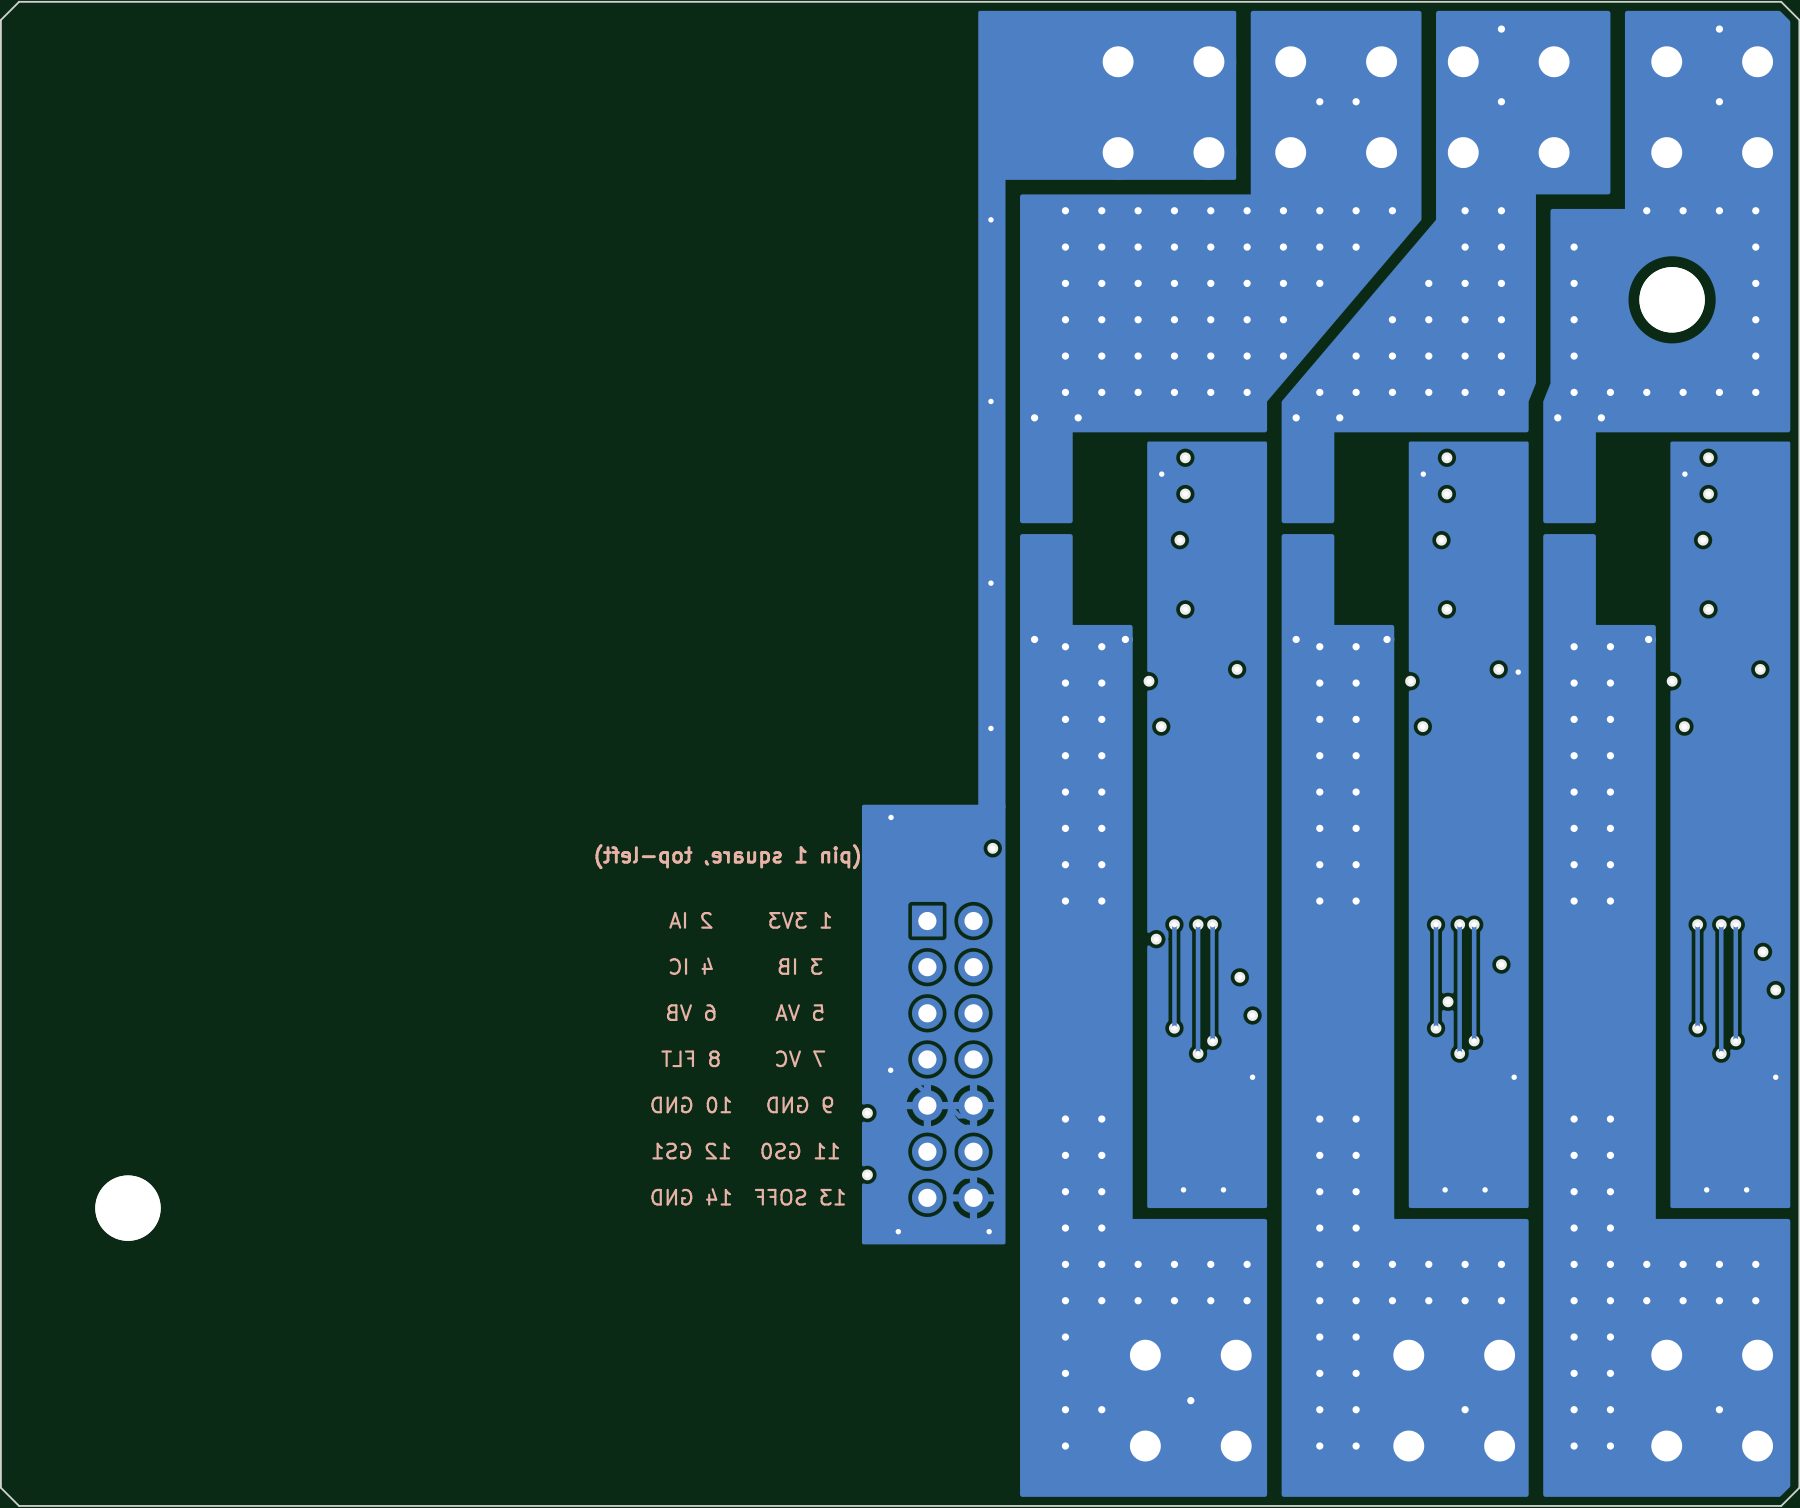 (pin 1 square, top-left)
1 3V3 2 IA
3 IB 4 IC
5 VA 6 VB
7 VC 8 FLT
9 GND 10 GND
11 GS0 12 GS1
13 SOFF 14 GND